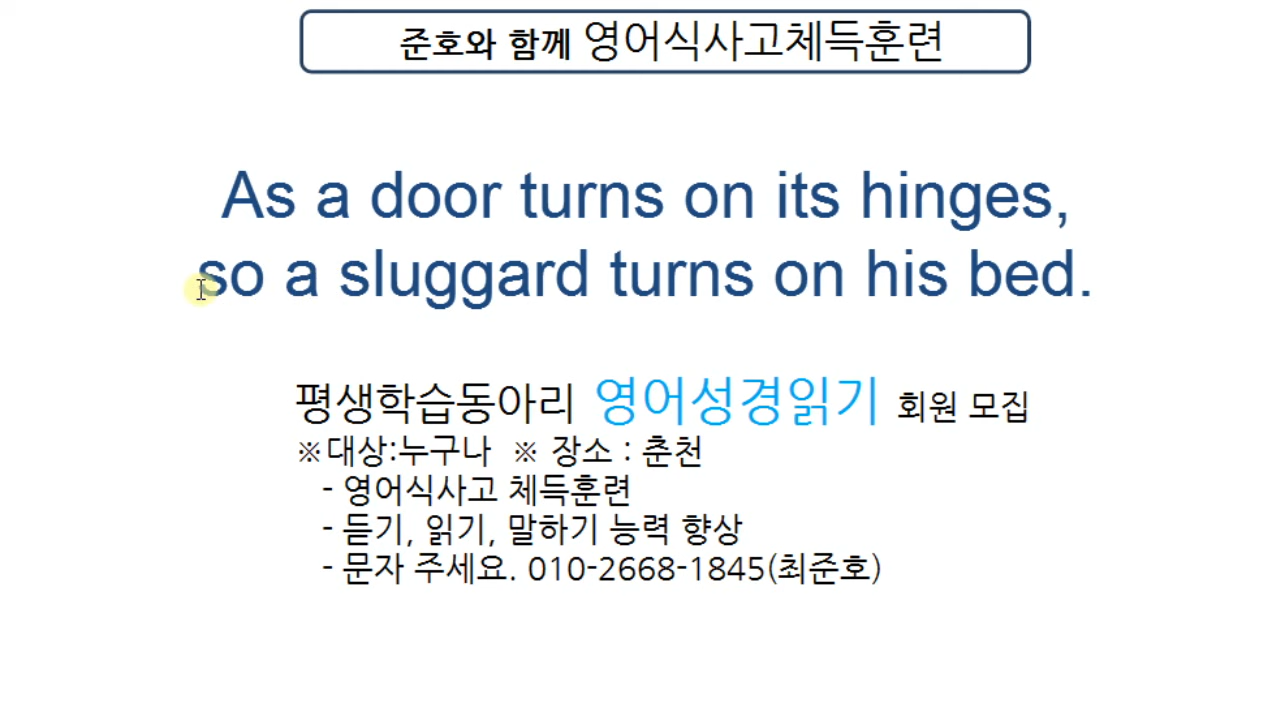 준호와 함께 영어식사고체득훈련
As a door turns on its hinges,
so a sluggard turns on his bed.
평생학습동아리 영어성경읽기 회원 모집
※대상:누구나 ※ 장소 : 춘천
- 영어식사고 체득훈련
- 듣기, 읽기, 말하기 능력 향상
- 문자 주세요. 010-2668-1845(최준호)